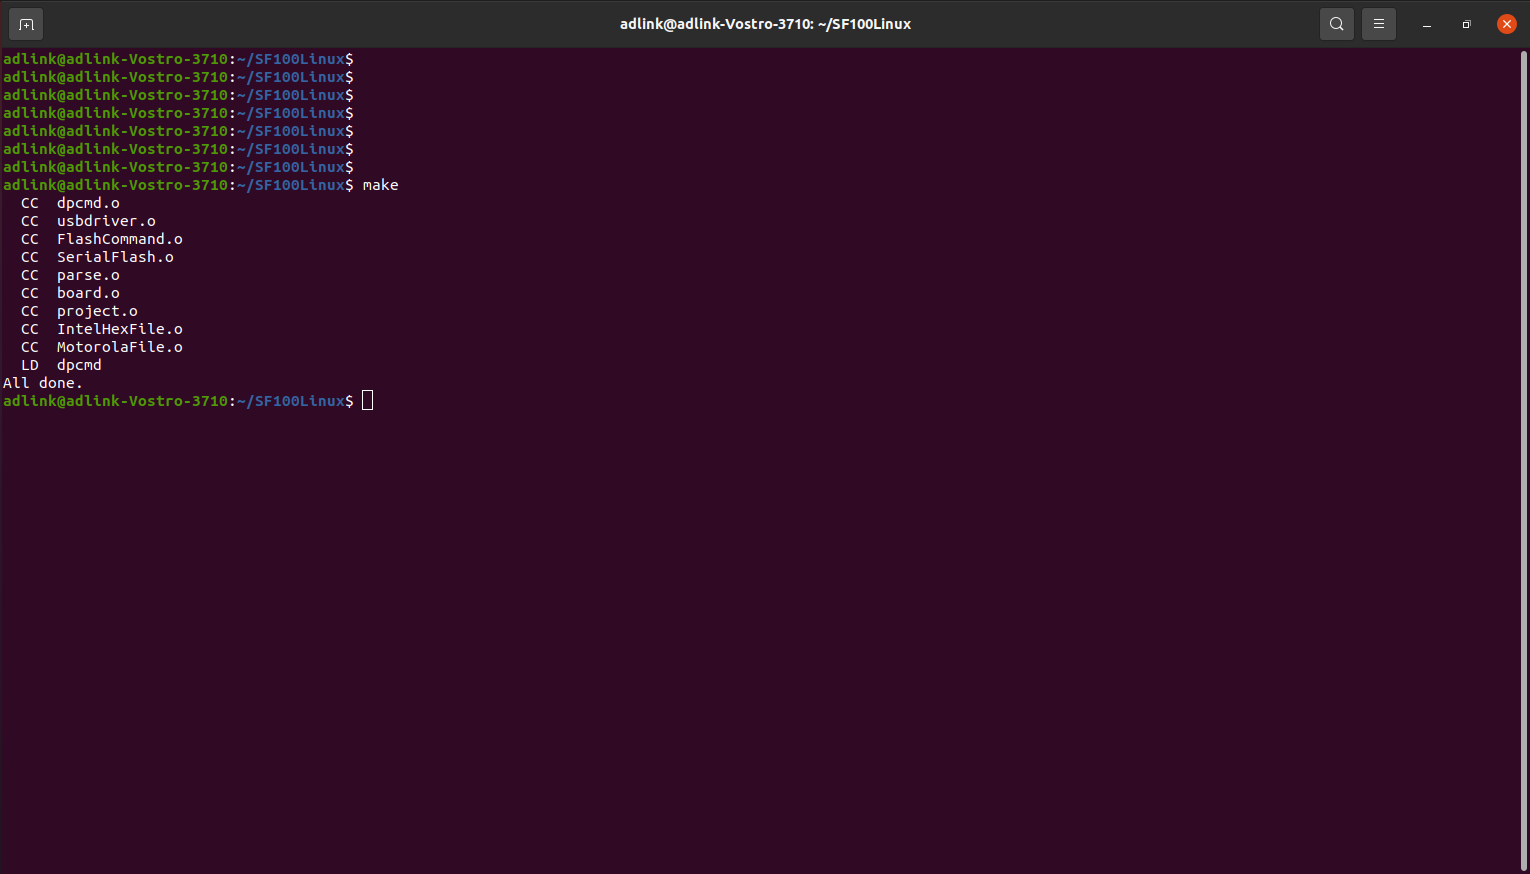 adlink@adlink-Vostro-3710: ~/SF100Linux
adlink@adlink-Vostro-3710:~/SF100Linux$
adlink@adlink-Vostro-3710:~/SF100Linux$
adlink@adlink-Vostro-3710:~/SF100Linux$
adlink@adlink-Vostro-3710:~/SF100Linux$
adlink@adlink-Vostro-3710:~/SF100Linux$
adlink@adlink-Vostro-3710:~/SF100Linux$
adlink@adlink-Vostro-3710:~/SF100Linux$
adlink@adlink-Vostro-3710:~/SF100Linux$ make
  CC  dpcmd.o
  CC  usbdriver.o
  CC  FlashCommand.o
  CC  SerialFlash.o
  CC  parse.o
  CC  board.o
  CC  project.o
  CC  IntelHexFile.o
  CC  MotorolaFile.o
  LD  dpcmd
All done.
adlink@adlink-Vostro-3710:~/SF100Linux$